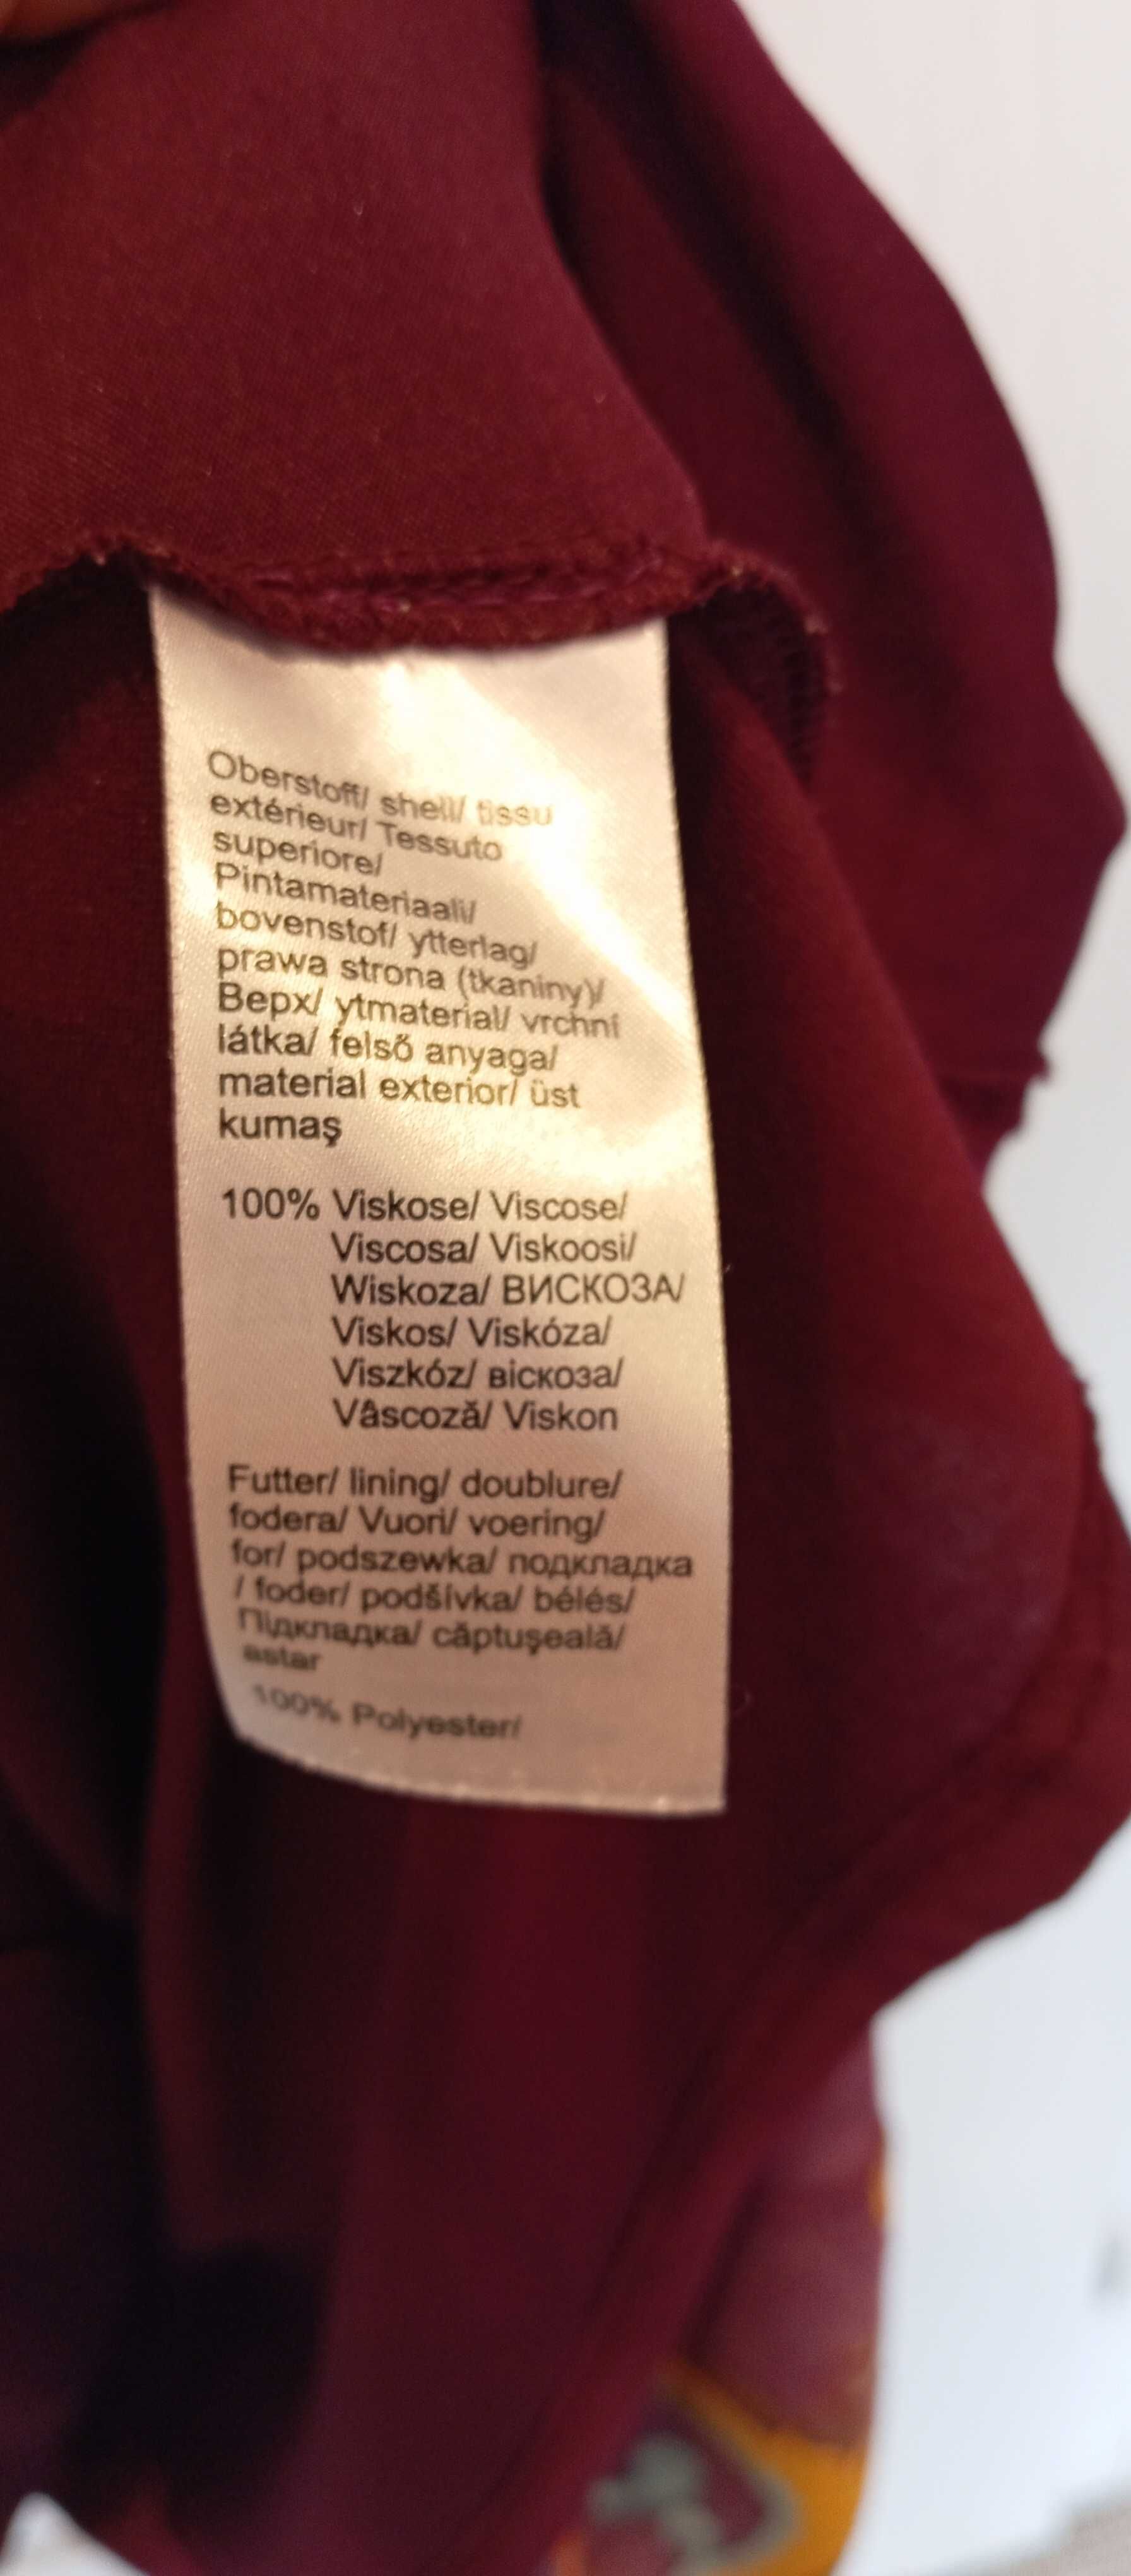 Oberstoff/ shell/ tissu
extérieur/ Tessuto
superiore/
Pintamateriaali/
bovenstof/ ytterlag/
prawa strona (tkaniny)/
Верх/ ytmaterial/ vrchní
látka/ felső anyaga/
material exterior/ üst
kumaş
100% Viskose/ Viscose/
Viscosa/ Viskoosi/
Wiskoza/ ВИСКОЗА/
Viskos/ Viskóza/
Viszkóz/ віскоза/
Vâscoză/ Viskon
Futter/ lining/ doublure/
fodera/ Vuori/ voering/
for/ podszewka/ подкладка
/ foder/ podšívka/ bélés/
Підкладка/ căptuşeală/
astar
100% Polyester/